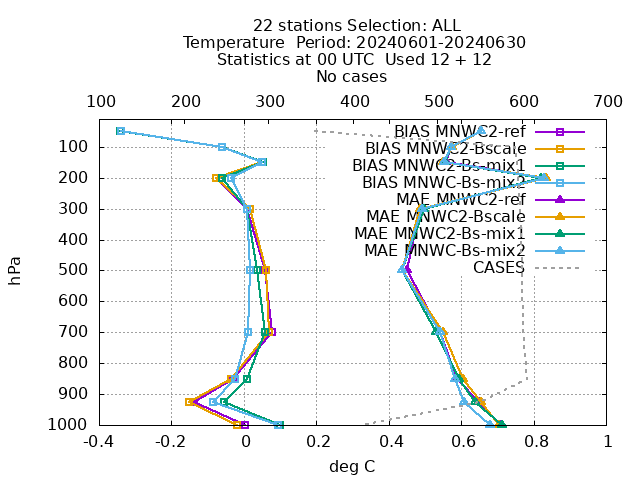 22 stations Selection: ALL
Temperature  Period: 20240601-20240630
Statistics at 00 UTC  Used 12 + 12
No cases
100 200 300 400 500 600 700
BIAS MNWC2-ref
100
BIAS MNWC2-Bscale
BIAS MNWC2-Bs-mix1
200
BIAS MNWC-Bs-mix2
MAE MNWC2-ref
300
MAE MNWC2-Bscale
400
MAE MNWC2-Bs-mix1
MAE MNWC-Bs-mix2
500
CASES
hPa
600
700
800
900
1000
-0.4 -0.2 0 0.2 0.4 0.6 0.8 1
deg C